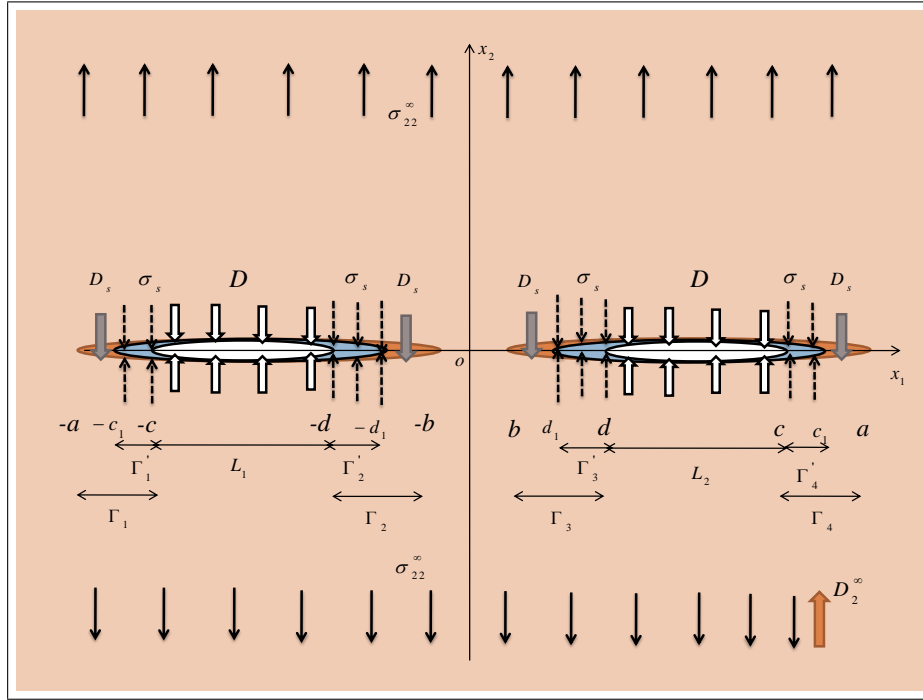 x₂
σ₂₂^∞
D_s σ_s D σ_s D_s D_s σ_s D σ_s D_s
o x₁
-a −c₁ -c -d −d₁ -b b d₁ d c c₁ a
Γ₁' L₁ Γ₂' Γ₃' L₂ Γ₄'
Γ₁ Γ₂ Γ₃ Γ₄
σ₂₂^∞ D₂^∞